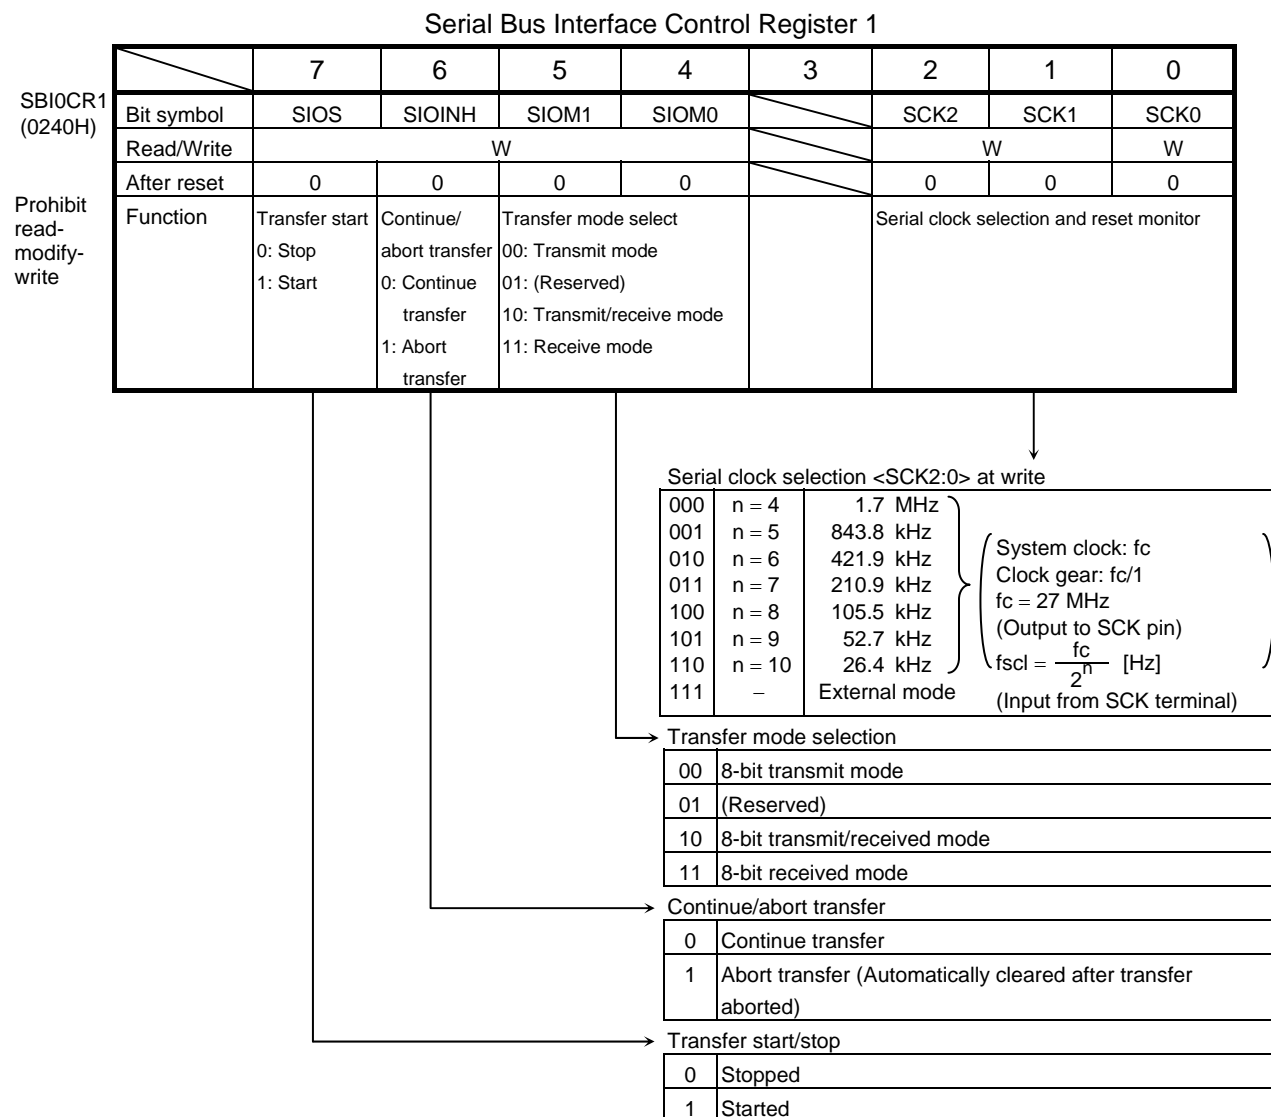 Serial Bus Interface Control Register 1
7 6 5 4 3 2 1 0
SBI0CR1
(0240H)
Bit symbol SIOS SIOINH SIOM1 SIOM0 SCK2 SCK1 SCK0
Read/Write W W W
After reset 0 0 0 0 0 0 0
Prohibit
read-
modify-
write
Function Transfer start Continue/ Transfer mode select Serial clock selection and reset monitor
0: Stop abort transfer 00: Transmit mode
1: Start 0: Continue 01: (Reserved)
transfer 10: Transmit/receive mode
1: Abort 11: Receive mode
transfer
Serial clock selection <SCK2:0> at write
000 n = 4 1.7 MHz
001 n = 5 843.8 kHz
010 n = 6 421.9 kHz
011 n = 7 210.9 kHz
100 n = 8 105.5 kHz
101 n = 9 52.7 kHz
110 n = 10 26.4 kHz
111 – External mode
System clock: fc
Clock gear: fc/1
fc = 27 MHz
(Output to SCK pin)
fscl = fc / 2^n [Hz]
(Input from SCK terminal)
Transfer mode selection
00 8-bit transmit mode
01 (Reserved)
10 8-bit transmit/received mode
11 8-bit received mode
Continue/abort transfer
0 Continue transfer
1 Abort transfer (Automatically cleared after transfer
aborted)
Transfer start/stop
0 Stopped
1 Started